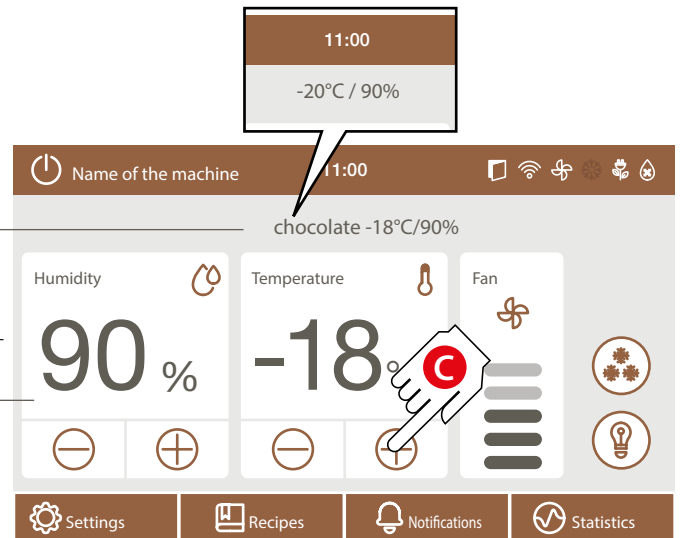 11:00
-20°C / 90%
Name of the machine
11:00
chocolate -18°C/90%
Humidity
Temperature
Fan
90 %
-18°
C
Settings
Recipes
Notifications
Statistics